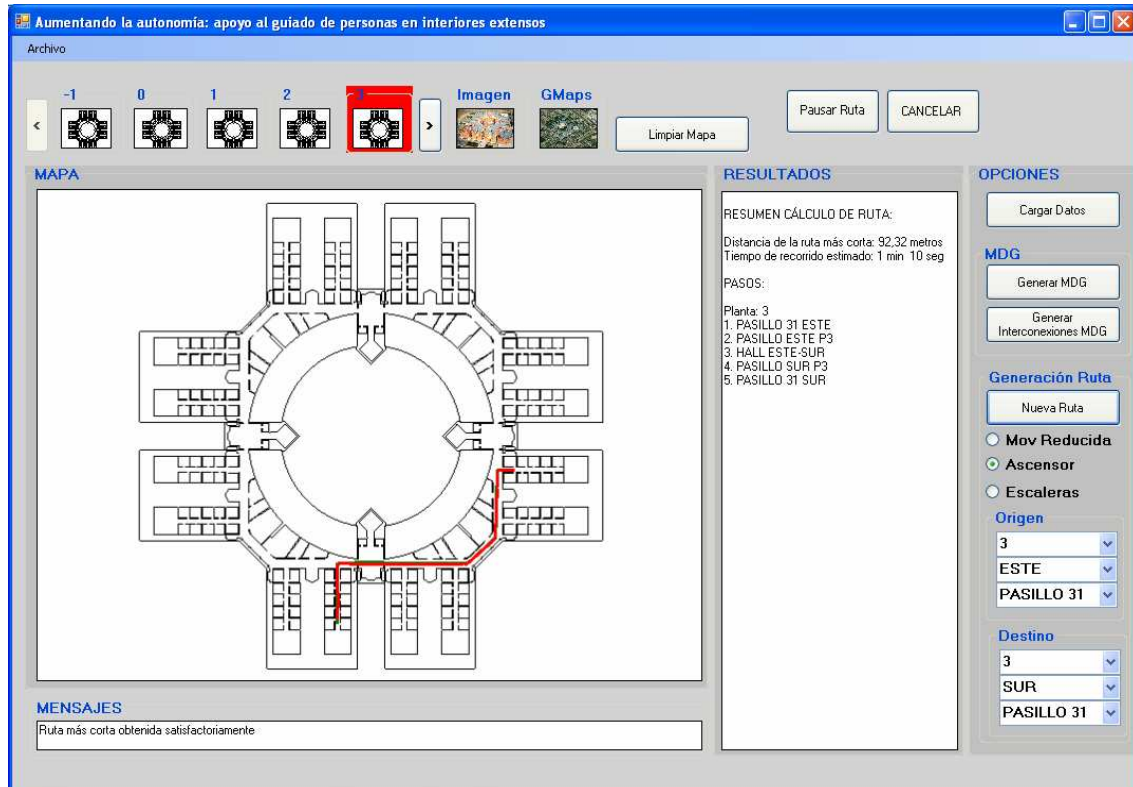 Aumentando la autonomía: apoyo al guiado de personas en interiores extensos
Archivo
-1
0
1
2
3
Imagen
GMaps
<
>
Limpiar Mapa
Pausar Ruta
CANCELAR
MAPA
RESULTADOS
RESUMEN CÁLCULO DE RUTA:
Distancia de la ruta más corta: 92,32 metros
Tiempo de recorrido estimado: 1 min 10 seg
PASOS:
Planta: 3
1. PASILLO 31 ESTE
2. PASILLO ESTE P3
3. HALL ESTE-SUR
4. PASILLO SUR P3
5. PASILLO 31 SUR
OPCIONES
Cargar Datos
MDG
Generar MDG
Generar
Interconexiones MDG
Generación Ruta
Nueva Ruta
Mov Reducida
Ascensor
Escaleras
Origen
3
ESTE
PASILLO 31
Destino
3
SUR
PASILLO 31
MENSAJES
Ruta más corta obtenida satisfactoriamente